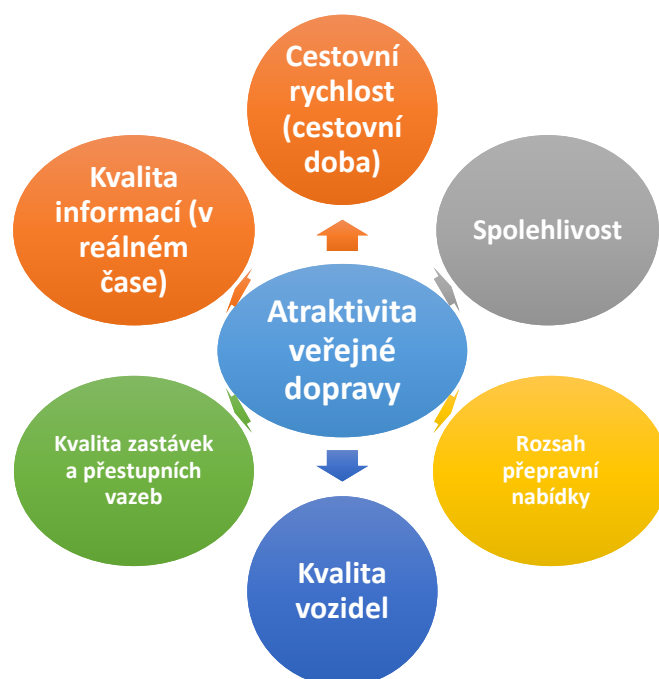 Cestovní
rychlost
(cestovní
doba)
Kvalita
informací (v
reálném
čase)
Spolehlivost
Atraktivita
veřejné
dopravy
Kvalita zastávek
a přestupních
vazeb
Rozsah
přepravní
nabídky
Kvalita
vozidel